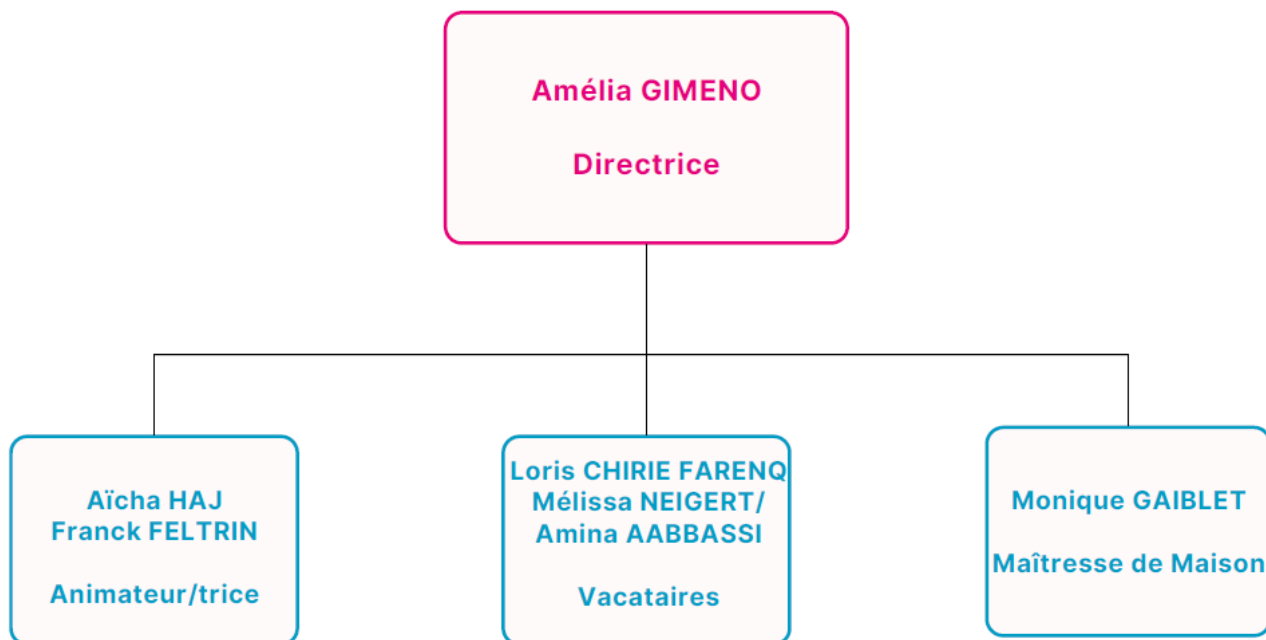 Amélia GIMENO
Directrice
Aïcha HAJ
Franck FELTRIN
Animateur/trice
Loris CHIRIE FARENQ
Mélissa NEIGERT/
Amina AABBASSI
Vacataires
Monique GAIBLET
Maîtresse de Maison